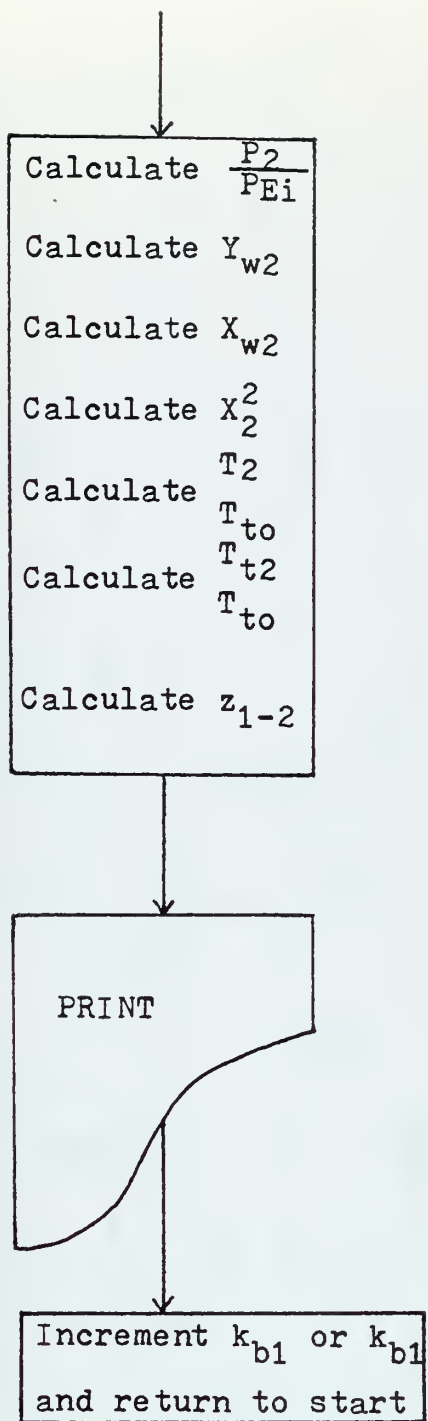 Calculate P2
PEi
Calculate Yw2
Calculate Xw2
Calculate X2^2
Calculate T2
Tto
Calculate Tt2
Tto
Calculate z1-2
PRINT
Increment kb1 or kb1
and return to start